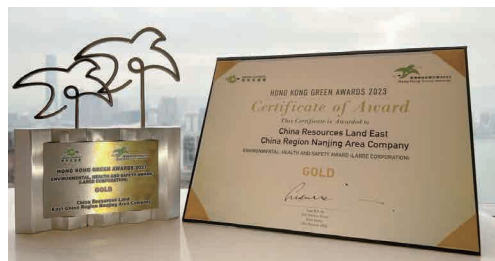 HONG KONG GREEN AWARDS 2023
ENVIRONMENTAL, HEALTH AND SAFETY AWARD
(LARGE CORPORATION)
GOLD
China Resources Land
East China Region Nanjing Area Company
HONG KONG GREEN AWARDS 2023
Certificate of Award
This Certificate is Awarded to
China Resources Land East
China Region Nanjing Area Company
ENVIRONMENTAL, HEALTH AND SAFETY AWARD (LARGE CORPORATION)
GOLD